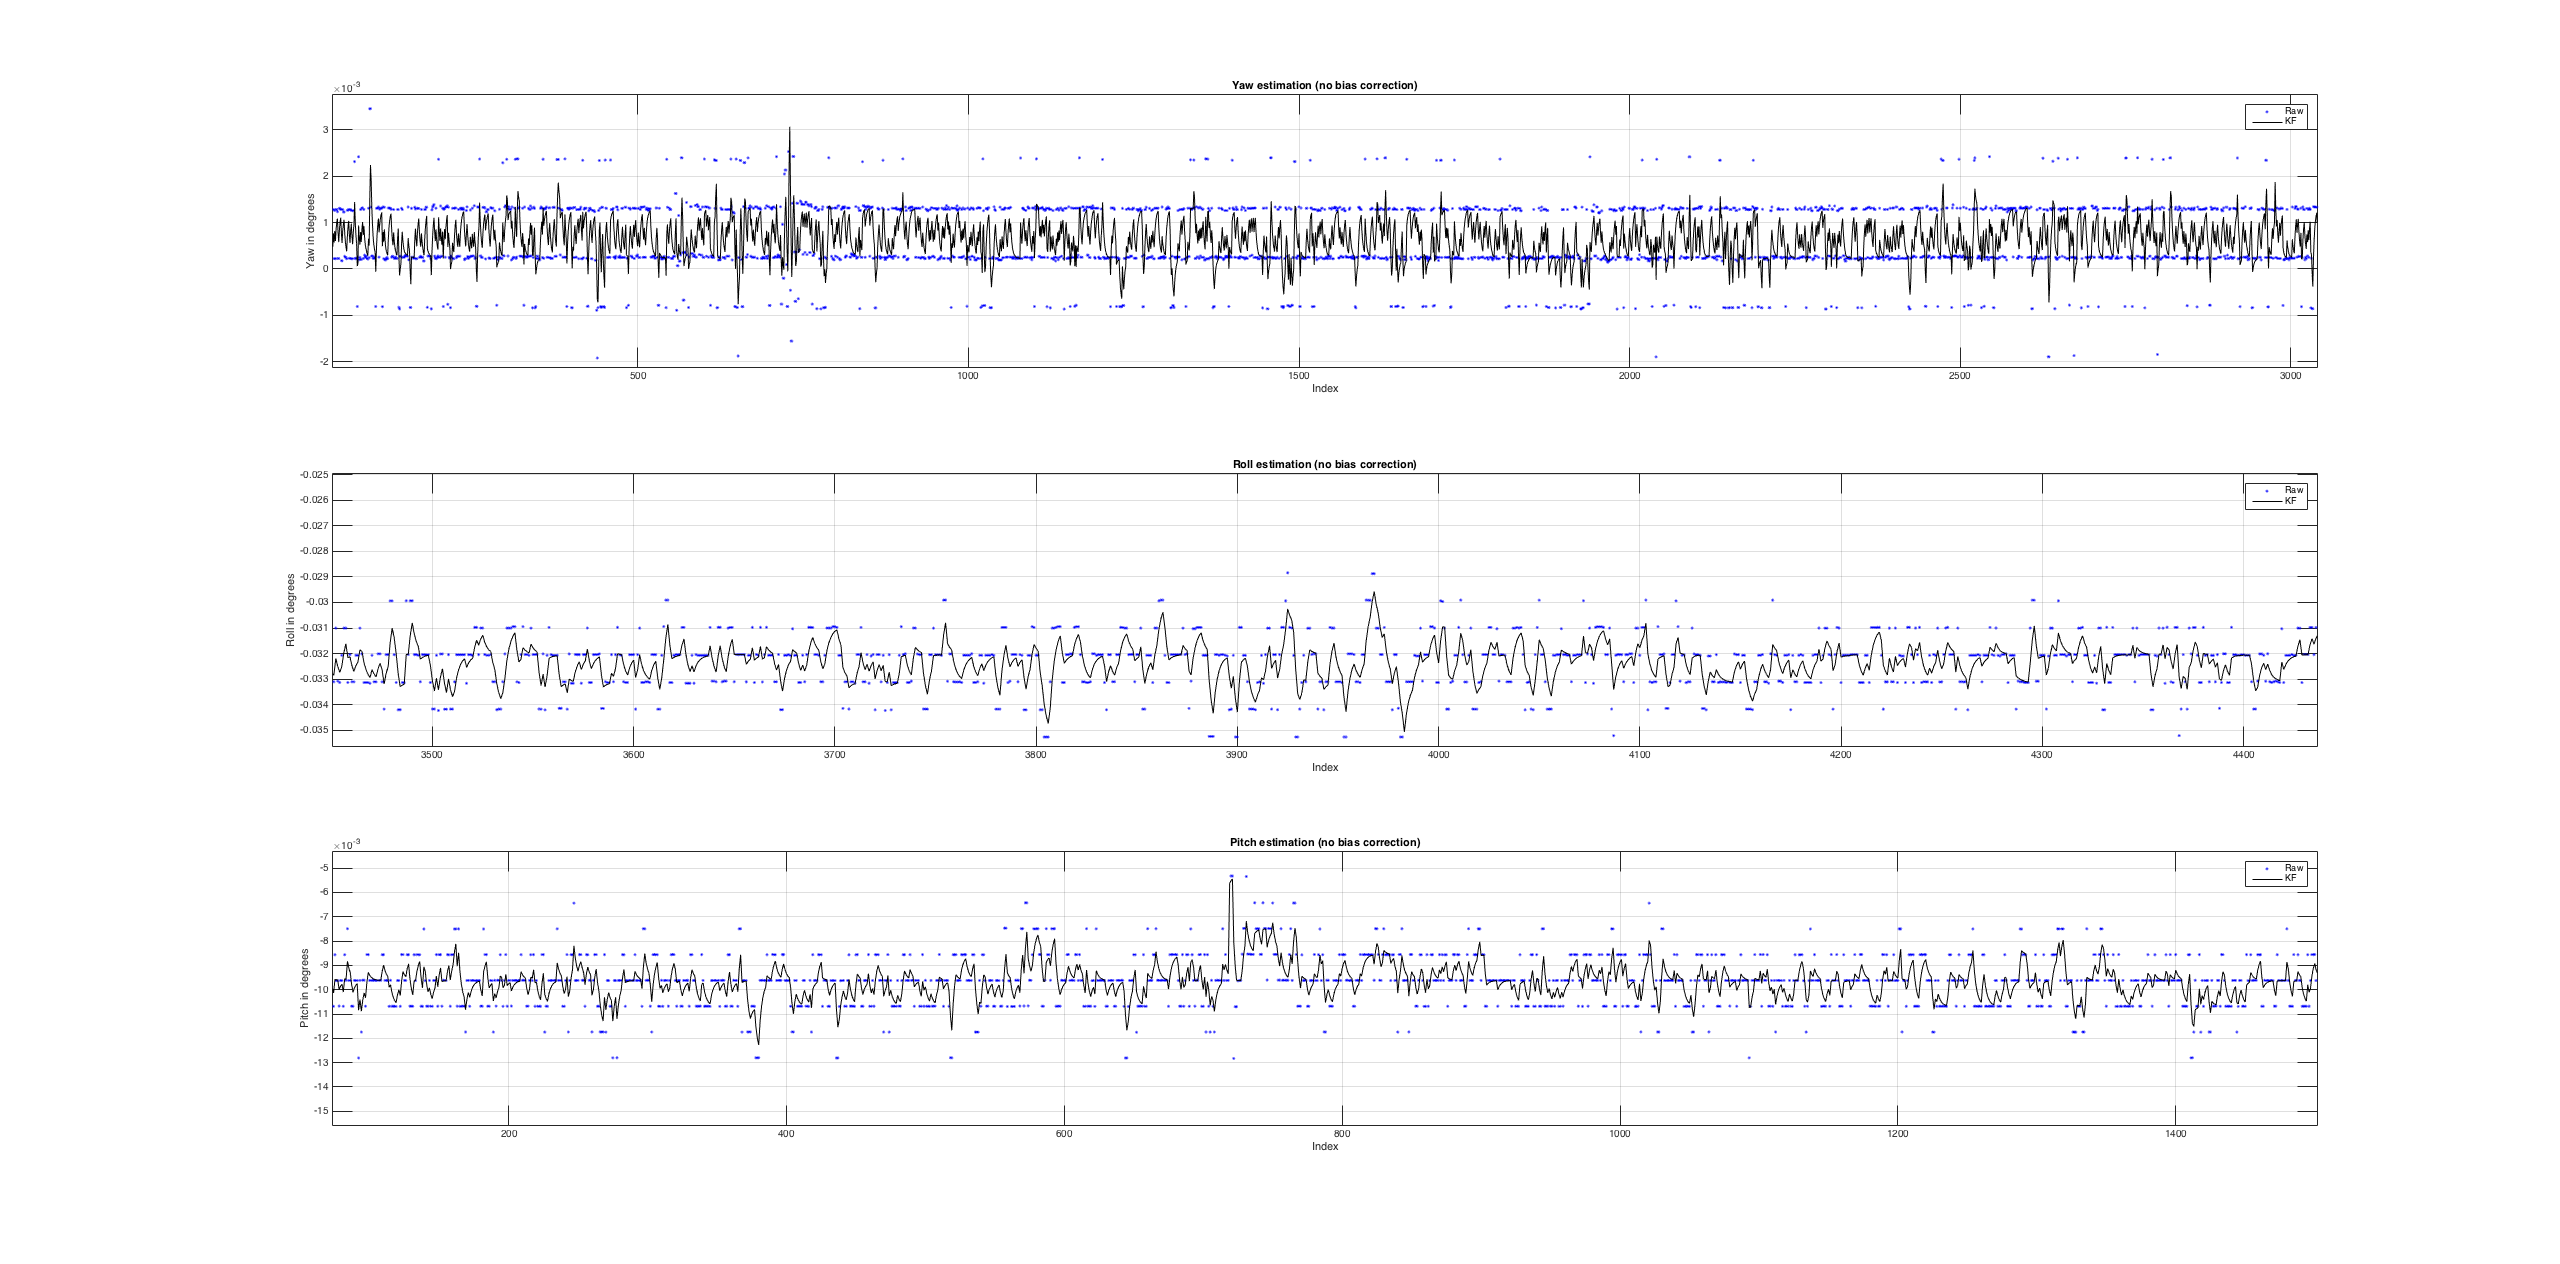 Yaw estimation (no bias correction)
×10-3
Raw
KF
3
2
1
0
-1
-2
Yaw in degrees
500 1000 1500 2000 2500 3000
Index
Roll estimation (no bias correction)
Raw
KF
-0.025
-0.026
-0.027
-0.028
-0.029
-0.03
-0.031
-0.032
-0.033
-0.034
-0.035
Roll in degrees
3500 3600 3700 3800 3900 4000 4100 4200 4300 4400
Index
Pitch estimation (no bias correction)
×10-3
Raw
KF
-5
-6
-7
-8
-9
-10
-11
-12
-13
-14
-15
Pitch in degrees
200 400 600 800 1000 1200 1400
Index